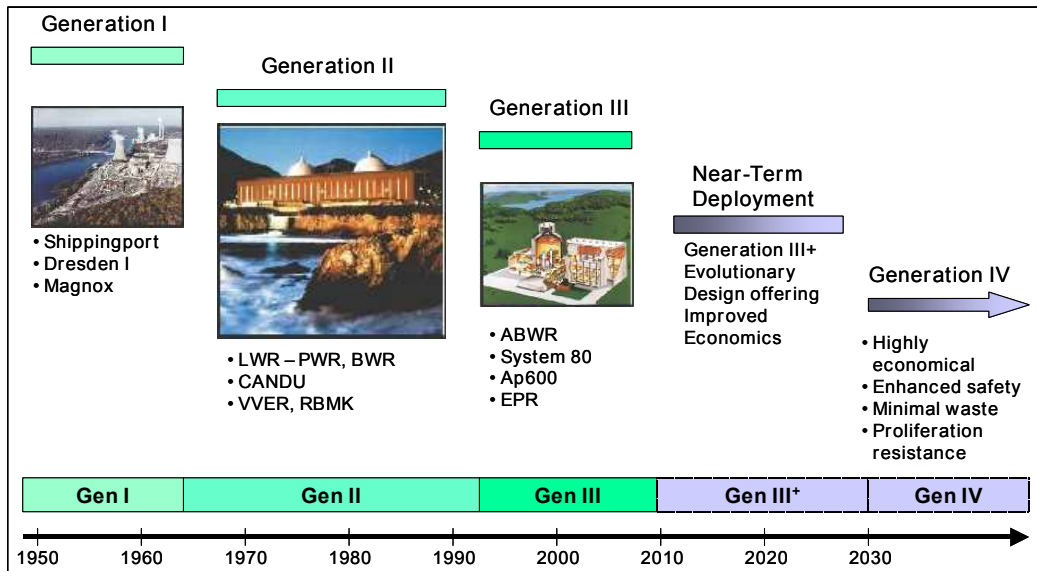 Generation I
• Shippingport
• Dresden I
• Magnox
Generation II
• LWR – PWR, BWR
• CANDU
• VVER, RBMK
Generation III
• ABWR
• System 80
• Ap600
• EPR
Near-Term
Deployment
Generation III+
Evolutionary
Design offering
Improved
Economics
Generation IV
• Highly
economical
• Enhanced safety
• Minimal waste
• Proliferation
resistance
Gen I Gen II Gen III Gen III+ Gen IV
1950 1960 1970 1980 1990 2000 2010 2020 2030